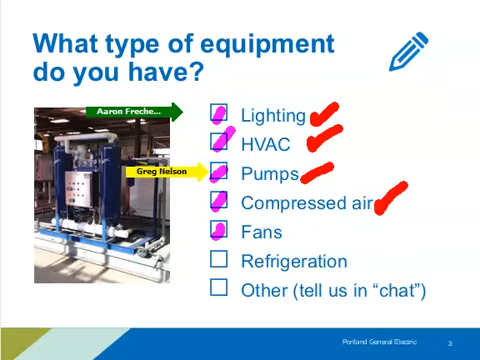 What type of equipment
do you have?
Aaron Freche...
Lighting
HVAC
Greg Nelson
Pumps
Compressed air
Fans
Refrigeration
Other (tell us in “chat”)
Portland General Electric
3